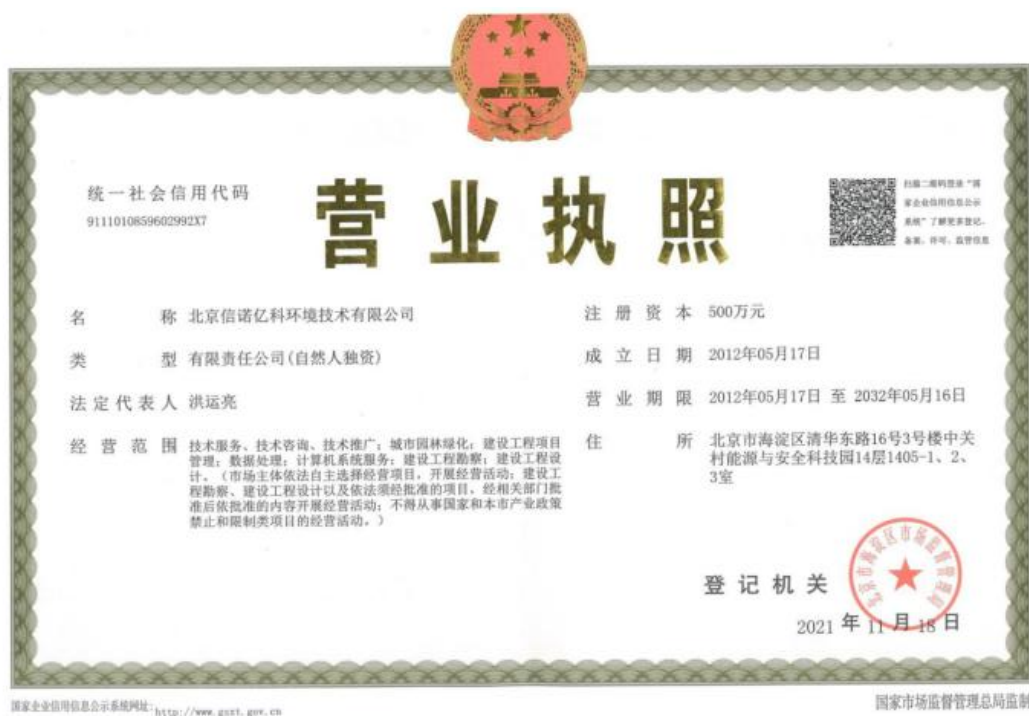 统一社会信用代码
9111010859602992X7
营业执照
扫描二维码登录“国
家企业信用信息公示
系统”了解更多登记、
备案、许可、监管信息
名称 北京信诺亿科环境技术有限公司
类型 有限责任公司(自然人独资)
法定代表人 洪运亮
经营范围 技术服务、技术咨询、技术推广；城市园林绿化；建设工程项目
管理；数据处理；计算机系统服务；建设工程勘察；建设工程设
计。（市场主体依法自主选择经营项目，开展经营活动；建设工
程勘察、建设工程设计以及依法须经批准的项目，经相关部门批
准后依批准的内容开展经营活动；不得从事国家和本市产业政策
禁止和限制类项目的经营活动。）
注册资本 500万元
成立日期 2012年05月17日
营业期限 2012年05月17日 至 2032年05月16日
住所 北京市海淀区清华东路16号3号楼中关
村能源与安全科技园14层1405-1、2、
3室
北京市海淀区市场监督管理局
登记机关
2021 年 11 月 18 日
国家企业信用信息公示系统网址：http://www.gsxt.gov.cn
国家市场监督管理总局监制